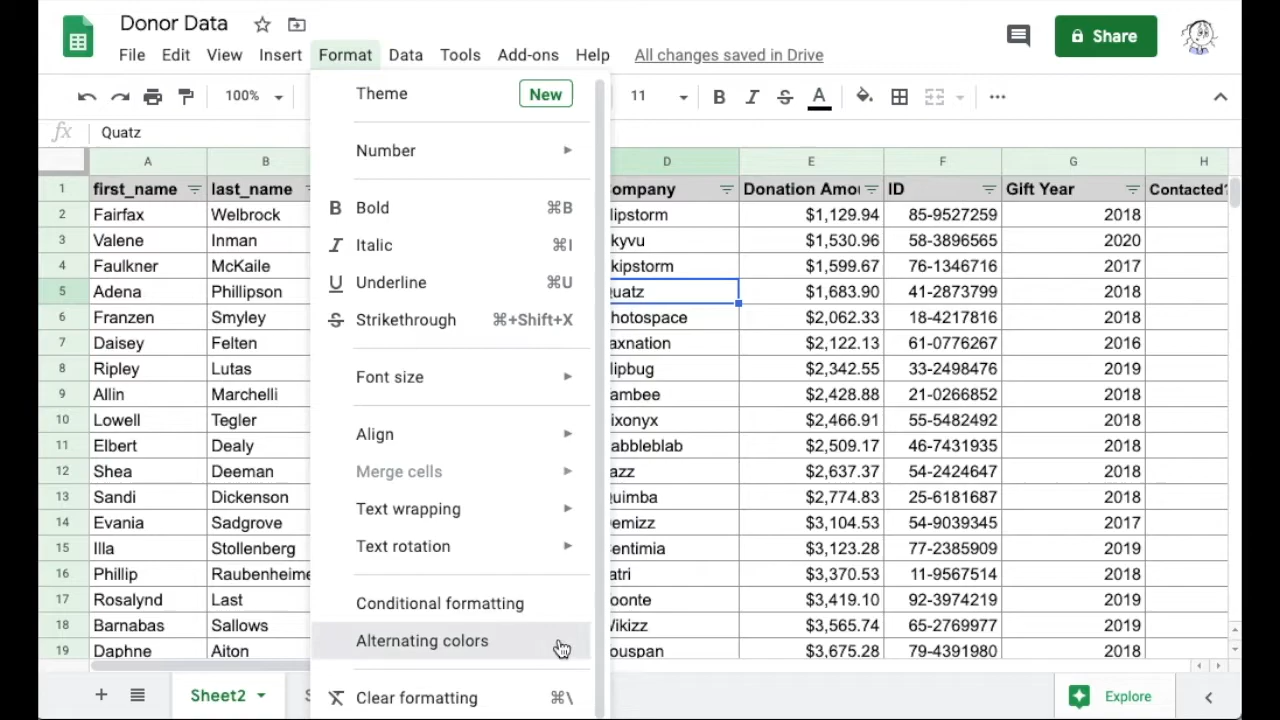 Donor Data
File Edit View Insert Format Data Tools Add-ons Help All changes saved in Drive
Share
100% 11 B I S A
fx Quatz
Theme New
Number
B Bold ⌘B
I Italic ⌘I
U Underline ⌘U
S Strikethrough ⌘+Shift+X
Font size
Align
Merge cells
Text wrapping
Text rotation
Conditional formatting
Alternating colors
Clear formatting ⌘\
A B D E F G H
1 first_name last_name ompany Donation Amou ID Gift Year Contacted?
2 Fairfax Welbrock lipstorm $1,129.94 85-9527259 2018
3 Valene Inman kyvu $1,530.96 58-3896565 2020
4 Faulkner McKaile kipstorm $1,599.67 76-1346716 2017
5 Adena Phillipson uatz $1,683.90 41-2873799 2018
6 Franzen Smyley hotospace $2,062.33 18-4217816 2018
7 Daisey Felten axnation $2,122.13 61-0776267 2016
8 Ripley Lutas lipbug $2,342.55 33-2498476 2019
9 Allin Marchelli ambee $2,428.88 21-0266852 2018
10 Lowell Tegler ixonyx $2,466.91 55-5482492 2018
11 Elbert Dealy abbleblab $2,509.17 46-7431935 2018
12 Shea Deeman azz $2,637.37 54-2424647 2018
13 Sandi Dickenson uimba $2,774.83 25-6181687 2018
14 Evania Sadgrove emizz $3,104.53 54-9039345 2017
15 Illa Stollenberg entimia $3,123.28 77-2385909 2019
16 Phillip Raubenheime atri $3,370.53 11-9567514 2018
17 Rosalynd Last oonte $3,419.10 92-3974219 2019
18 Barnabas Sallows ikizz $3,565.74 65-2769977 2019
19 Daphne Aiton ouspan $3,675.28 79-4391980 2018
Sheet2 Explore